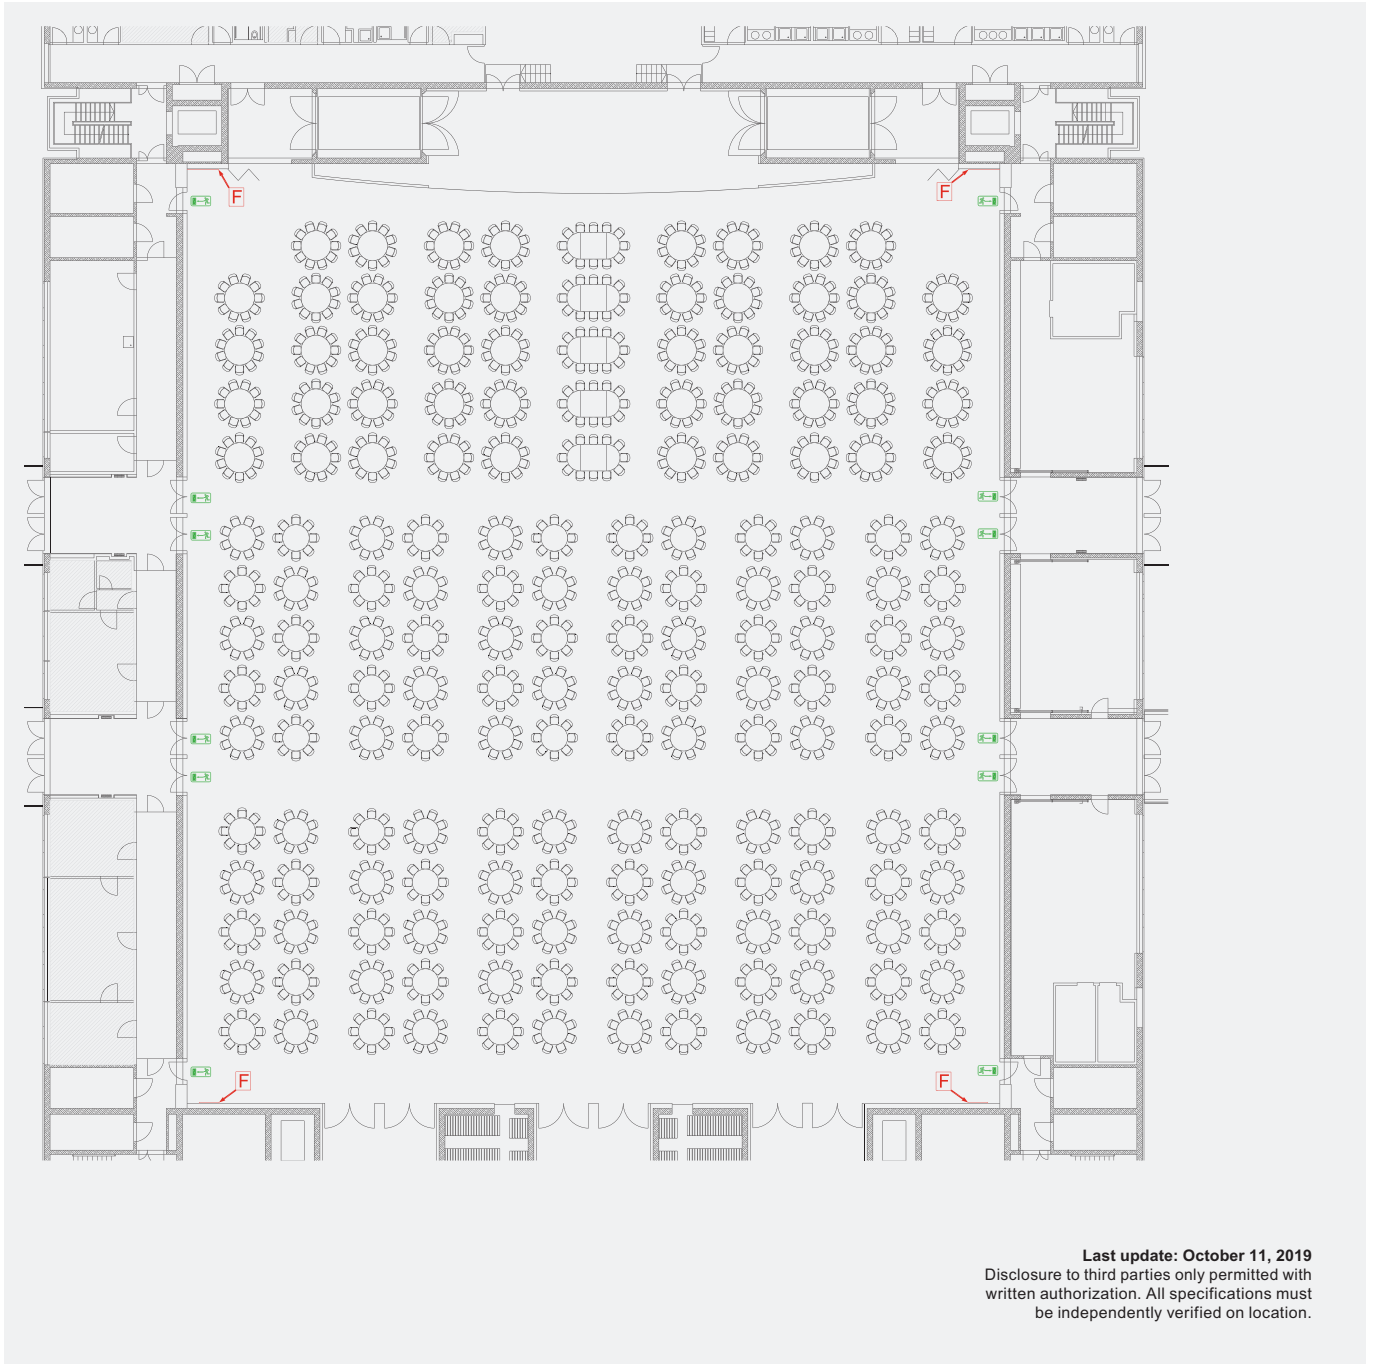 F
F
F
F
Last update: October 11, 2019
Disclosure to third parties only permitted with
written authorization. All specifications must
be independently verified on location.